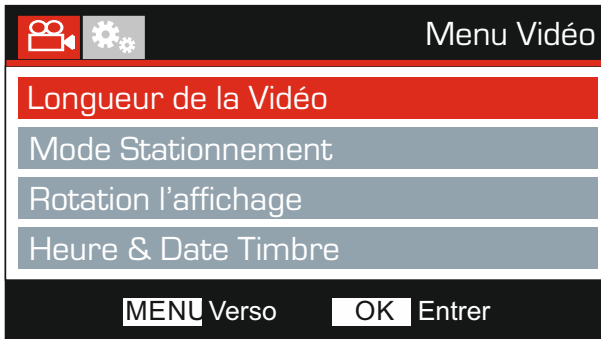 Menu Vidéo
Longueur de la Vidéo
Mode Stationnement
Rotation l'affichage
Heure & Date Timbre
MENU Verso OK Entrer